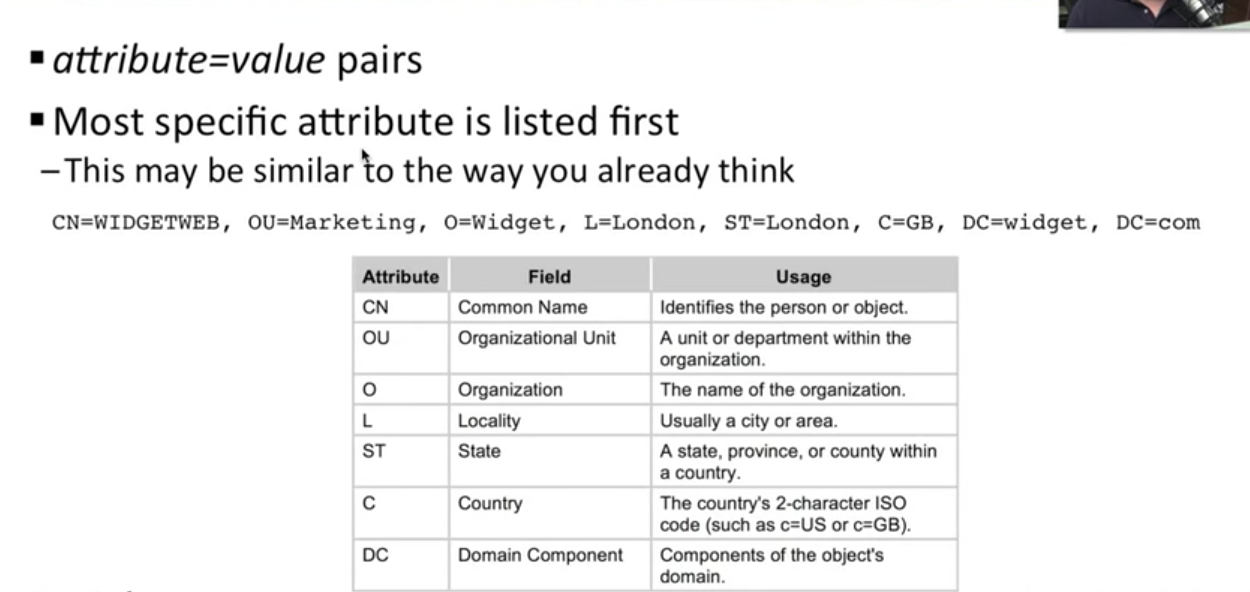 ▪ attribute=value pairs
▪ Most specific attribute is listed first
–This may be similar to the way you already think
CN=WIDGETWEB, OU=Marketing, O=Widget, L=London, ST=London, C=GB, DC=widget, DC=com
Attribute Field Usage
CN Common Name Identifies the person or object.
OU Organizational Unit A unit or department within the
organization.
O Organization The name of the organization.
L Locality Usually a city or area.
ST State A state, province, or county within
a country.
C Country The country's 2-character ISO
code (such as c=US or c=GB).
DC Domain Component Components of the object's
domain.